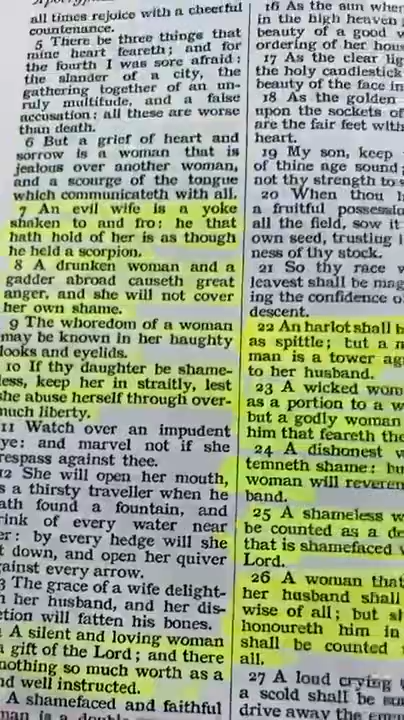 all times rejoice with a cheerful
countenance.
5 There be three things that
mine heart feareth; and for
the fourth I was sore afraid:
the slander of a city, the
gathering together of an un-
ruly multitude, and a false
accusation: all these are worse
than death.
6 But a grief of heart and
sorrow is a woman that is
jealous over another woman,
and a scourge of the tongue
which communicateth with all.
7 An evil wife is a yoke
shaken to and fro: he that
hath hold of her is as though
he held a scorpion.
8 A drunken woman and a
gadder abroad causeth great
anger, and she will not cover
her own shame.
9 The whoredom of a woman
may be known in her haughty
looks and eyelids.
10 If thy daughter be shame-
less, keep her in straitly, lest
she abuse herself through over-
much liberty.
11 Watch over an impudent
ye: and marvel not if she
respass against thee.
12 She will open her mouth,
s a thirsty traveller when he
ath found a fountain, and
rink of every water near
er: by every hedge will she
t down, and open her quiver
gainst every arrow.
3 The grace of a wife delight-
h her husband, and her dis-
etion will fatten his bones.
A silent and loving woman
a gift of the Lord; and there
nothing so much worth as a
nd well instructed.
A shamefaced and faithful
man is a double
16 As the sun when
in the high heaven
beauty of a good w
ordering of her hous
17 As the clear lig
the holy candlestick
beauty of the face in
18 As the golden
upon the sockets of
are the fair feet with
heart.
19 My son, keep
of thine age sound
not thy strength to s
20 When thou h
a fruitful possessio
all the field, sow it
own seed, trusting i
ness of thy stock.
21 So thy race w
leavest shall be mag
ing the confidence o
descent.
22 An harlot shall b
as spittle; but a m
man is a tower ag
to her husband.
23 A wicked wom
as a portion to a w
but a godly woman
him that feareth the
24 A dishonest w
temneth shame: bu
woman will reveren
band.
25 A shameless w
be counted as a do
that is shamefaced w
Lord.
26 A woman that
her husband shall
wise of all; but sh
honoureth him in
shall be counted
all.
27 A loud crying w
a scold shall be so
drive away the